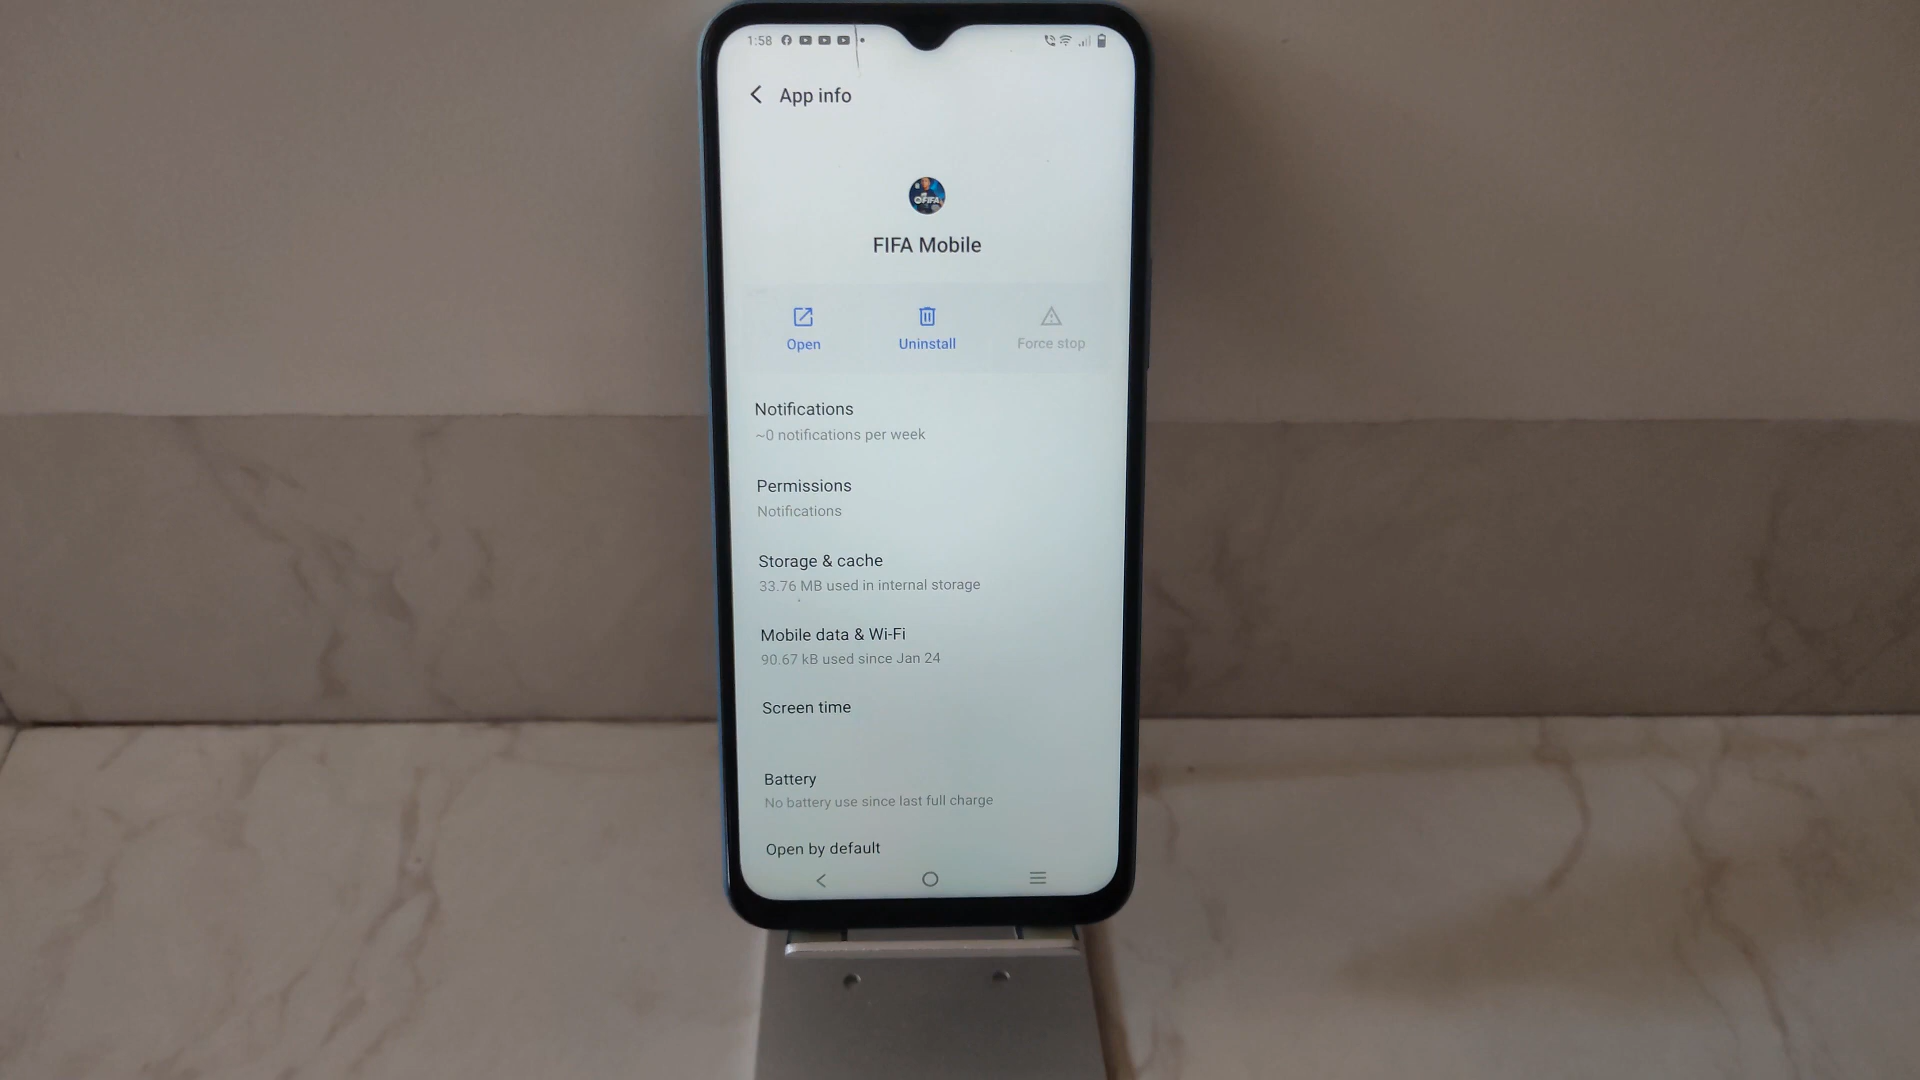 1:58
App info
FIFA
FIFA Mobile
Open
Uninstall
Force stop
Notifications
~0 notifications per week
Permissions
Notifications
Storage & cache
33.76 MB used in internal storage
Mobile data & Wi-Fi
90.67 kB used since Jan 24
Screen time
Battery
No battery use since last full charge
Open by default